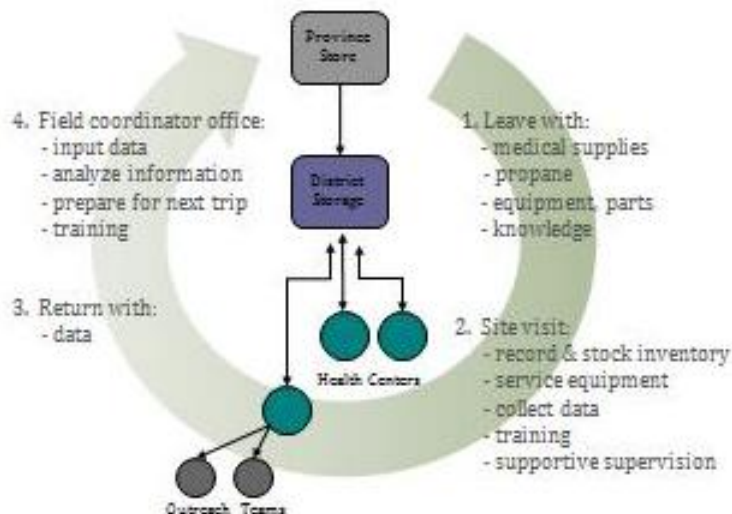 Province
Store
4. Field coordinator office:
- input data
- analyze information
- prepare for next trip
- training
1. Leave with:
- medical supplies
- propane
- equipment, parts
- knowledge
District
Storage
3. Return with:
- data
2. Site visit:
- record & stock inventory
- service equipment
- collect data
- training
- supportive supervision
Health Centers
Outreach Teams